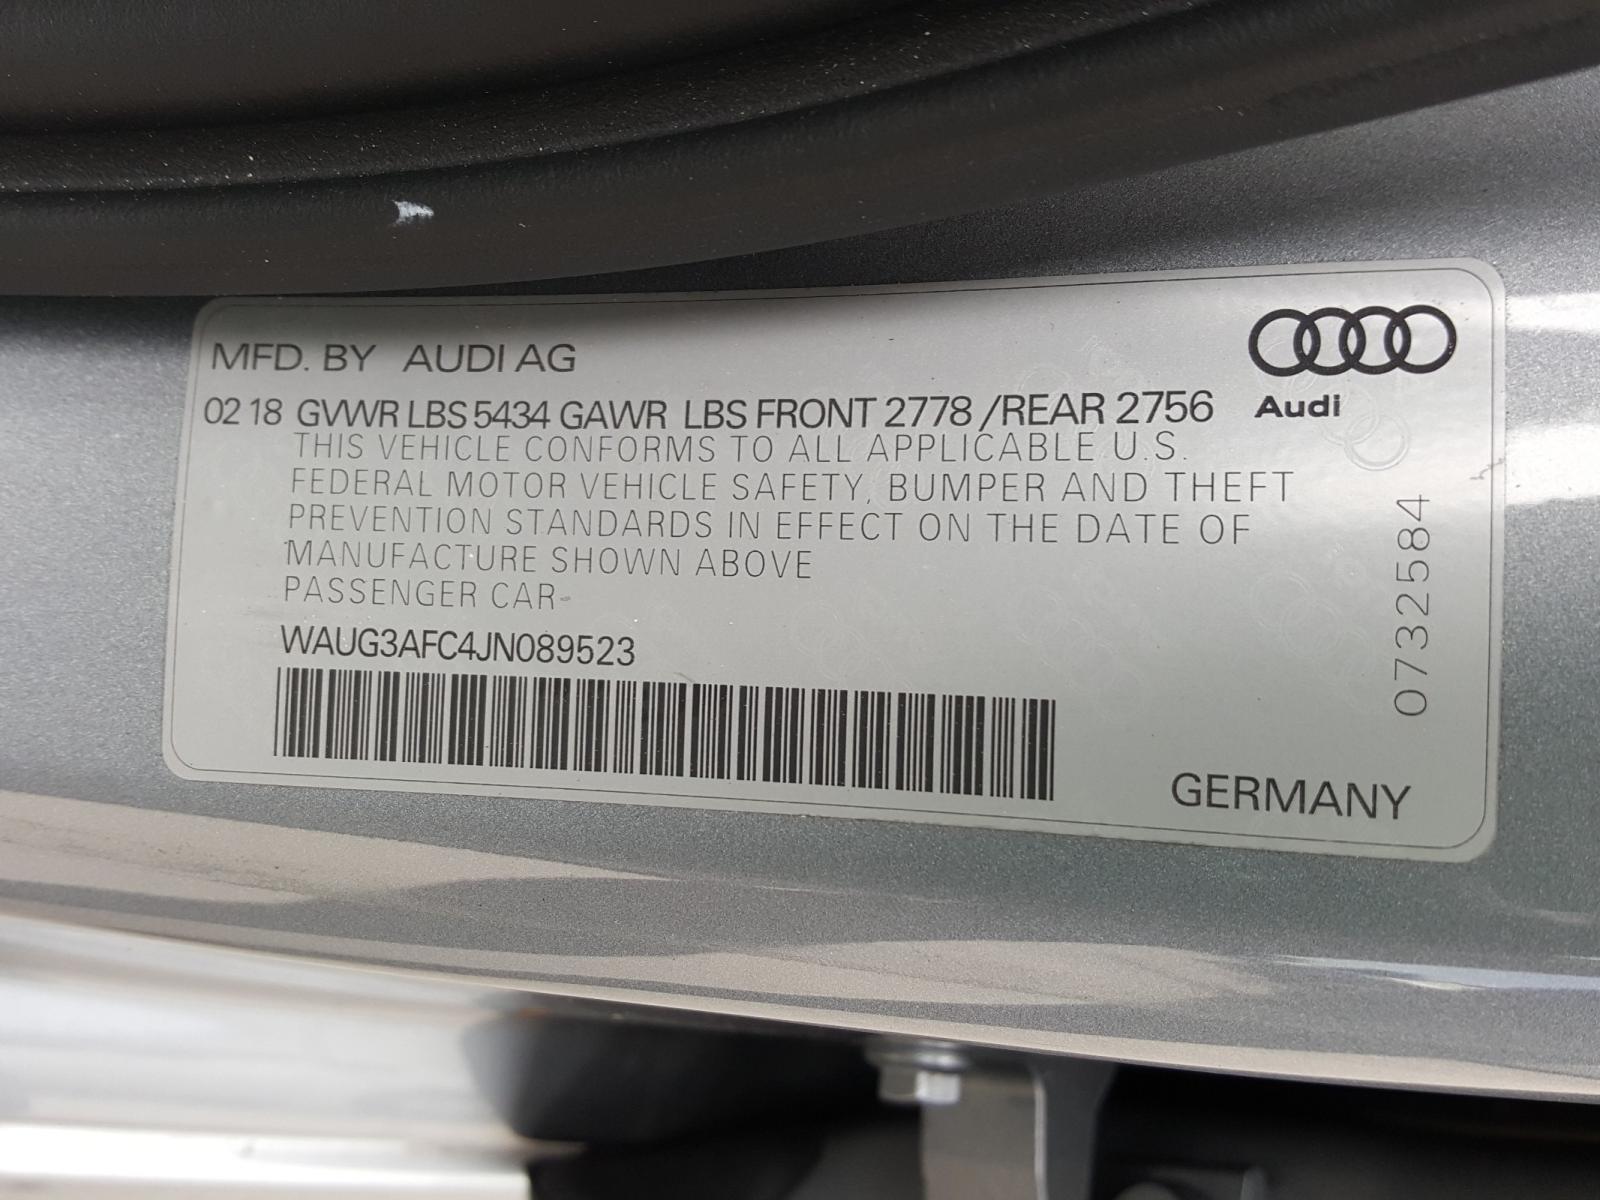 MFD. BY AUDI AG
02 18 GVWR LBS 5434 GAWR LBS FRONT 2778 /REAR 2756
Audi
THIS VEHICLE CONFORMS TO ALL APPLICABLE U.S.
FEDERAL MOTOR VEHICLE SAFETY, BUMPER AND THEFT
PREVENTION STANDARDS IN EFFECT ON THE DATE OF
MANUFACTURE SHOWN ABOVE
PASSENGER CAR-
WAUG3AFC4JN089523
0732584
GERMANY